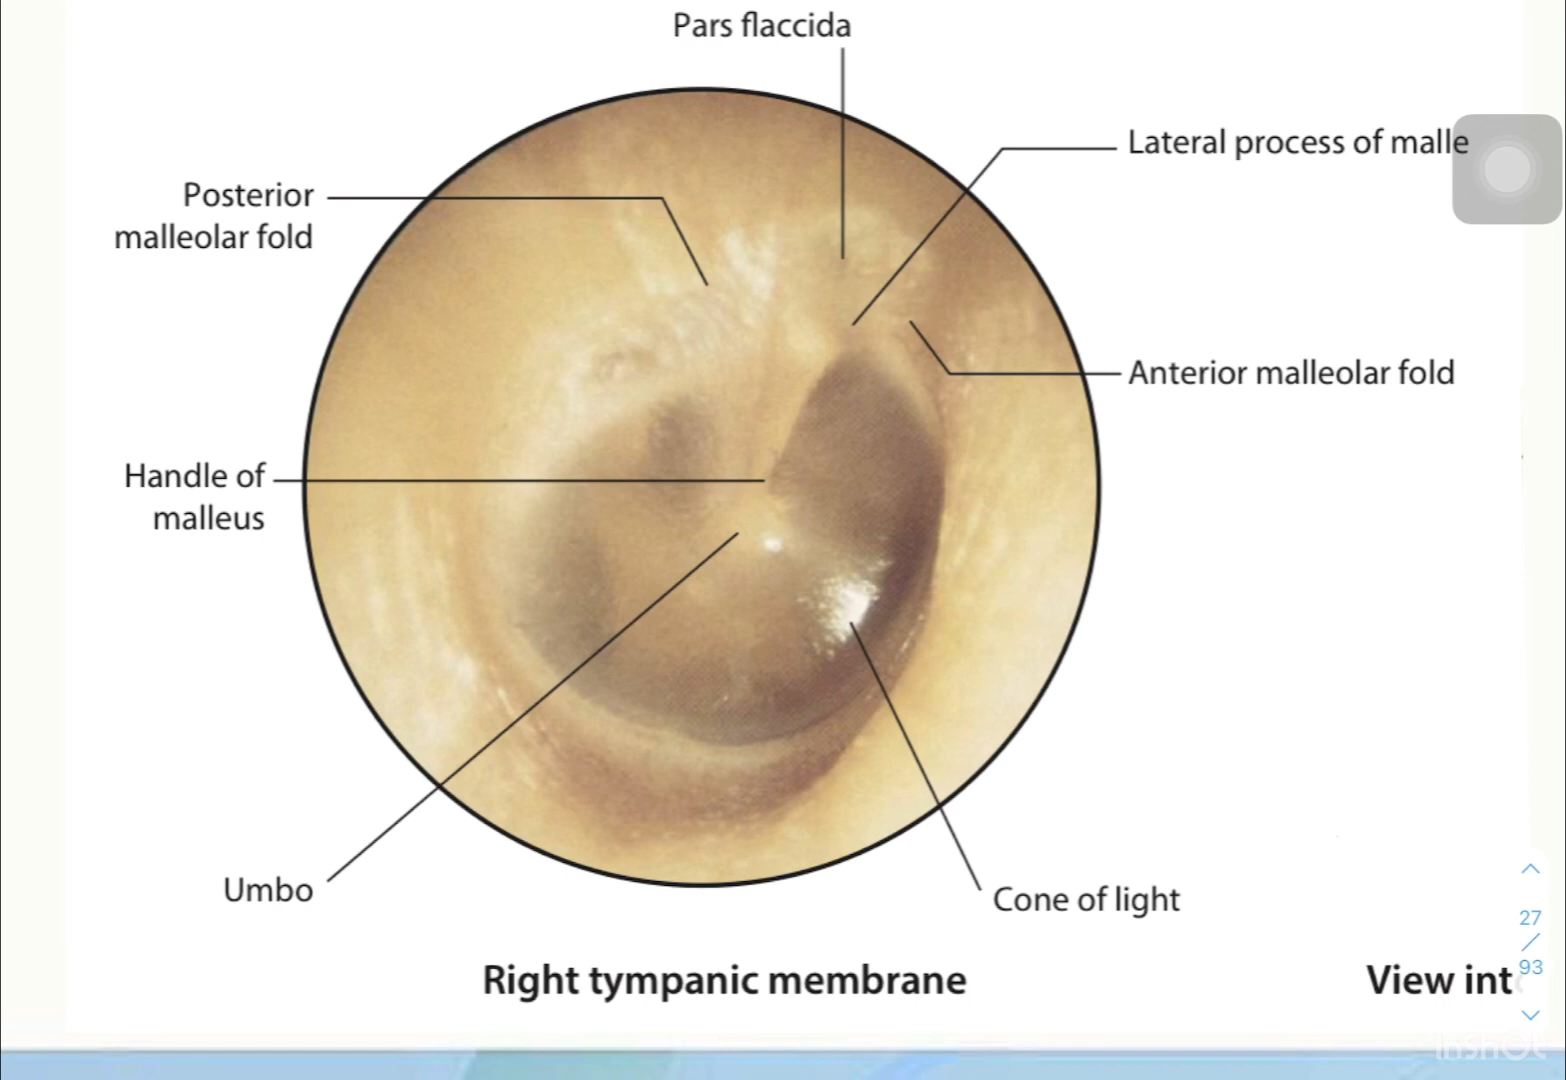 Pars flaccida
Lateral process of malle
Posterior
malleolar fold
Anterior malleolar fold
Handle of
malleus
Umbo
Cone of light
27
/
93
Right tympanic membrane
View int
InShOt